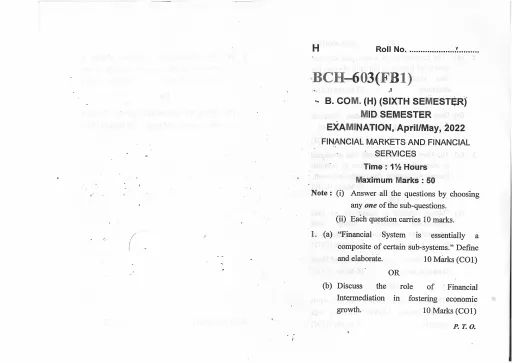 H Roll No. ..............................
BCH–603(FB1)
B. COM. (H) (SIXTH SEMESTER)
MID SEMESTER
EXAMINATION, April/May, 2022
FINANCIAL MARKETS AND FINANCIAL
SERVICES
Time : 1½ Hours
Maximum Marks : 50
Note : (i) Answer all the questions by choosing
any one of the sub-questions.
(ii) Each question carries 10 marks.
1. (a) “Financial System is essentially a
composite of certain sub-systems.” Define
and elaborate. 10 Marks (CO1)
OR
(b) Discuss the role of Financial
Intermediation in fostering economic
growth. 10 Marks (CO1)
P. T. O.